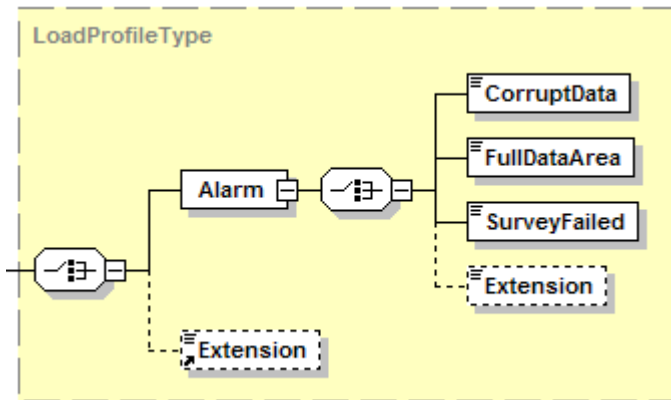 LoadProfileType
CorruptData
FullDataArea
Alarm
SurveyFailed
Extension
Extension